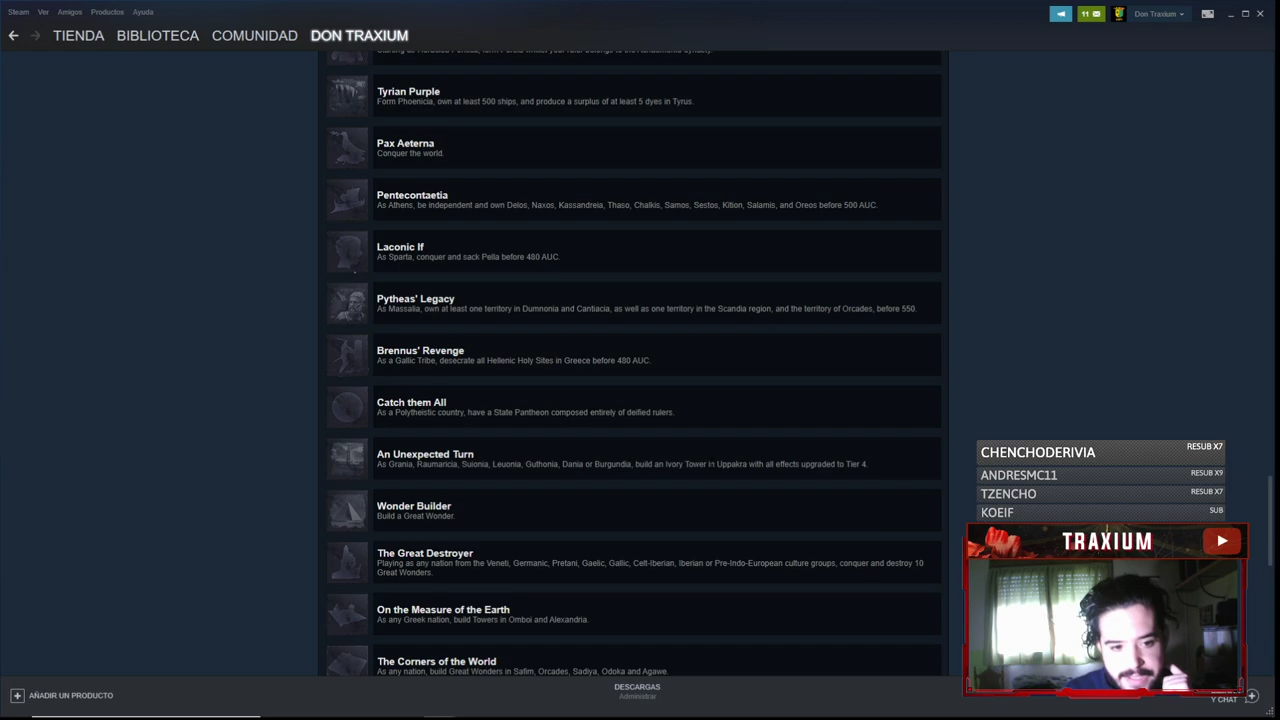 Steam Ver Amigos Productos Ayuda
11
Don Traxium
TIENDA BIBLIOTECA COMUNIDAD DON TRAXIUM
Tyrian Purple
Form Phoenicia, own at least 500 ships, and produce a surplus of at least 5 dyes in Tyrus.
Pax Aeterna
Conquer the world.
Pentecontaetia
As Athens, be independent and own Delos, Naxos, Kassandreia, Thaso, Chalkis, Samos, Sestos, Kition, Salamis, and Oreos before 500 AUC.
Laconic If
As Sparta, conquer and sack Pella before 480 AUC.
Pytheas' Legacy
As Massalia, own at least one territory in Dumnonia and Cantiacia, as well as one territory in the Scandia region, and the territory of Orcades, before 550.
Brennus' Revenge
As a Gallic Tribe, desecrate all Hellenic Holy Sites in Greece before 480 AUC.
Catch them All
As a Polytheistic country, have a State Pantheon composed entirely of deified rulers.
An Unexpected Turn
As Grania, Raumaricia, Suionia, Leuonia, Guthonia, Dania or Burgundia, build an Ivory Tower in Uppakra with all effects upgraded to Tier 4.
Wonder Builder
Build a Great Wonder.
The Great Destroyer
Playing as any nation from the Veneti, Germanic, Pretani, Gaelic, Gallic, Celt-Iberian, Iberian or Pre-Indo-European culture groups, conquer and destroy 10
Great Wonders.
On the Measure of the Earth
As any Greek nation, build Towers in Omboi and Alexandria.
The Corners of the World
As any nation, build Great Wonders in Safim, Orcades, Sadiya, Odoka and Agawe.
CHENCHODERIVIA RESUB X7
ANDRESMC11 RESUB X9
TZENCHO RESUB X7
KOEIF SUB
TRAXIUM
AÑADIR UN PRODUCTO
DESCARGAS
Administrar
Y CHAT